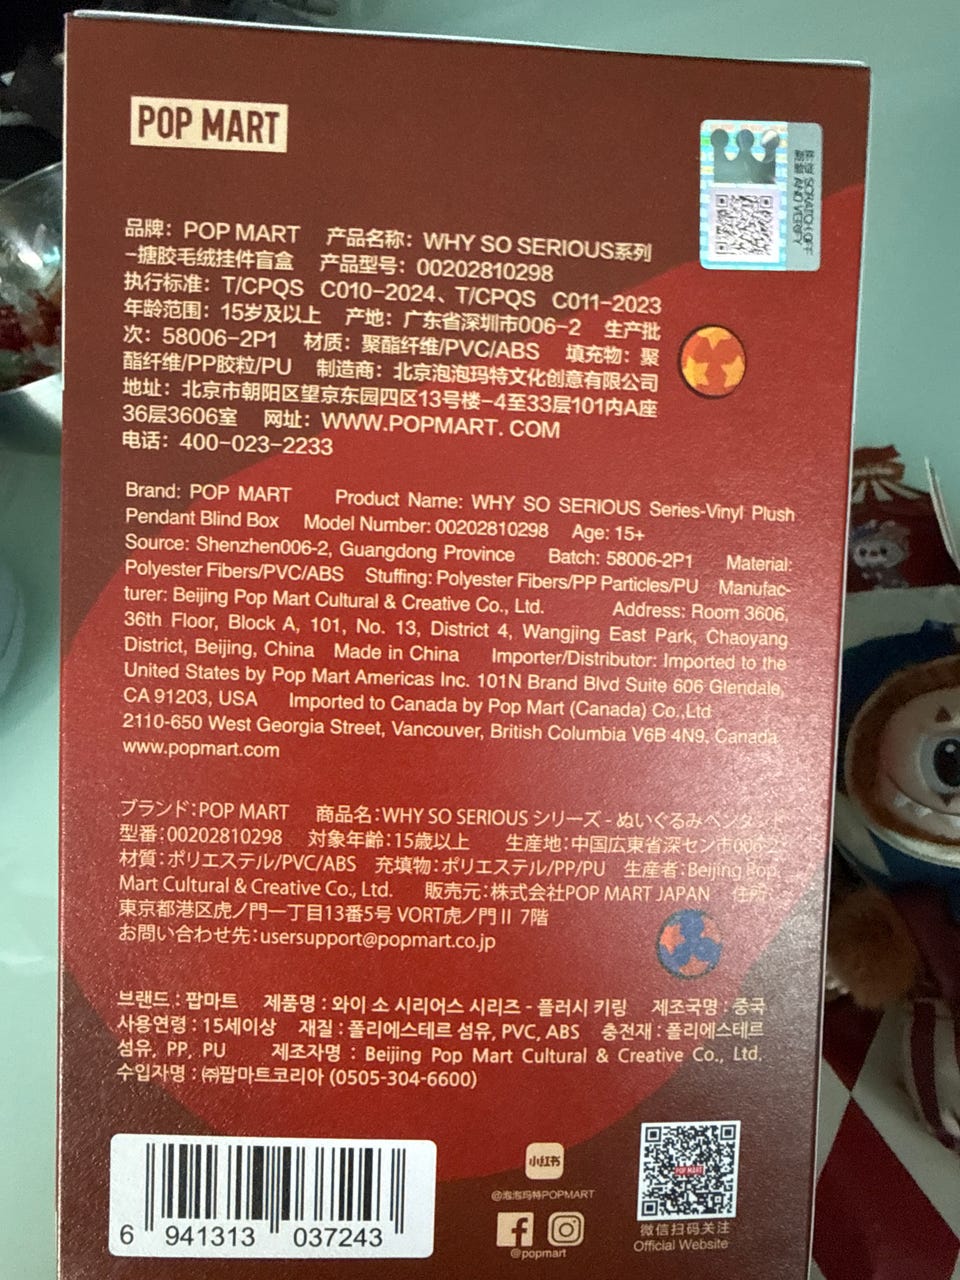 POP MART
刮开涂层 SCRATCH OFF
AND VERIFY
品牌：POP MART 产品名称：WHY SO SERIOUS系列
-搪胶毛绒挂件盲盒 产品型号：00202810298
执行标准：T/CPQS C010-2024、T/CPQS C011-2023
年龄范围：15岁及以上 产地：广东省深圳市006-2 生产批
次：58006-2P1 材质：聚酯纤维/PVC/ABS 填充物：聚
酯纤维/PP胶粒/PU 制造商：北京泡泡玛特文化创意有限公司
地址：北京市朝阳区望京东园四区13号楼-4至33层101内A座
36层3606室 网址：WWW.POPMART. COM
电话：400-023-2233
Brand: POP MART Product Name: WHY SO SERIOUS Series-Vinyl Plush
Pendant Blind Box Model Number: 00202810298 Age: 15+
Source: Shenzhen006-2, Guangdong Province Batch: 58006-2P1 Material:
Polyester Fibers/PVC/ABS Stuffing: Polyester Fibers/PP Particles/PU Manufac-
turer: Beijing Pop Mart Cultural & Creative Co., Ltd. Address: Room 3606,
36th Floor, Block A, 101, No. 13, District 4, Wangjing East Park, Chaoyang
District, Beijing, China Made in China Importer/Distributor: Imported to the
United States by Pop Mart Americas Inc. 101N Brand Blvd Suite 606 Glendale,
CA 91203, USA Imported to Canada by Pop Mart (Canada) Co.,Ltd
2110-650 West Georgia Street, Vancouver, British Columbia V6B 4N9, Canada
www.popmart.com
ブランド：POP MART 商品名：WHY SO SERIOUS シリーズ - ぬいぐるみペンダント
型番：00202810298 対象年齢：15歳以上 生産地：中国広東省深セン市006-2
材質：ポリエステル/PVC/ABS 充填物：ポリエステル/PP/PU 生産者：Beijing Pop
Mart Cultural & Creative Co., Ltd. 販売元：株式会社POP MART JAPAN 住所：
東京都港区虎ノ門一丁目13番5号 VORT虎ノ門Ⅱ 7階
お問い合わせ先：usersupport@popmart.co.jp
브랜드 : 팝마트 제품명 : 와이 소 시리어스 시리즈 - 플러시 키링 제조국명 : 중국
사용연령 : 15세이상 재질 : 폴리에스테르 섬유, PVC, ABS 충전재 : 폴리에스테르
섬유, PP, PU 제조자명 : Beijing Pop Mart Cultural & Creative Co., Ltd.
수입자명 : ㈜팝마트코리아 (0505-304-6600)
6 941313 037243
小红书
@泡泡玛特POPMART
@popmart
POP MART
微信扫码关注
Official Website